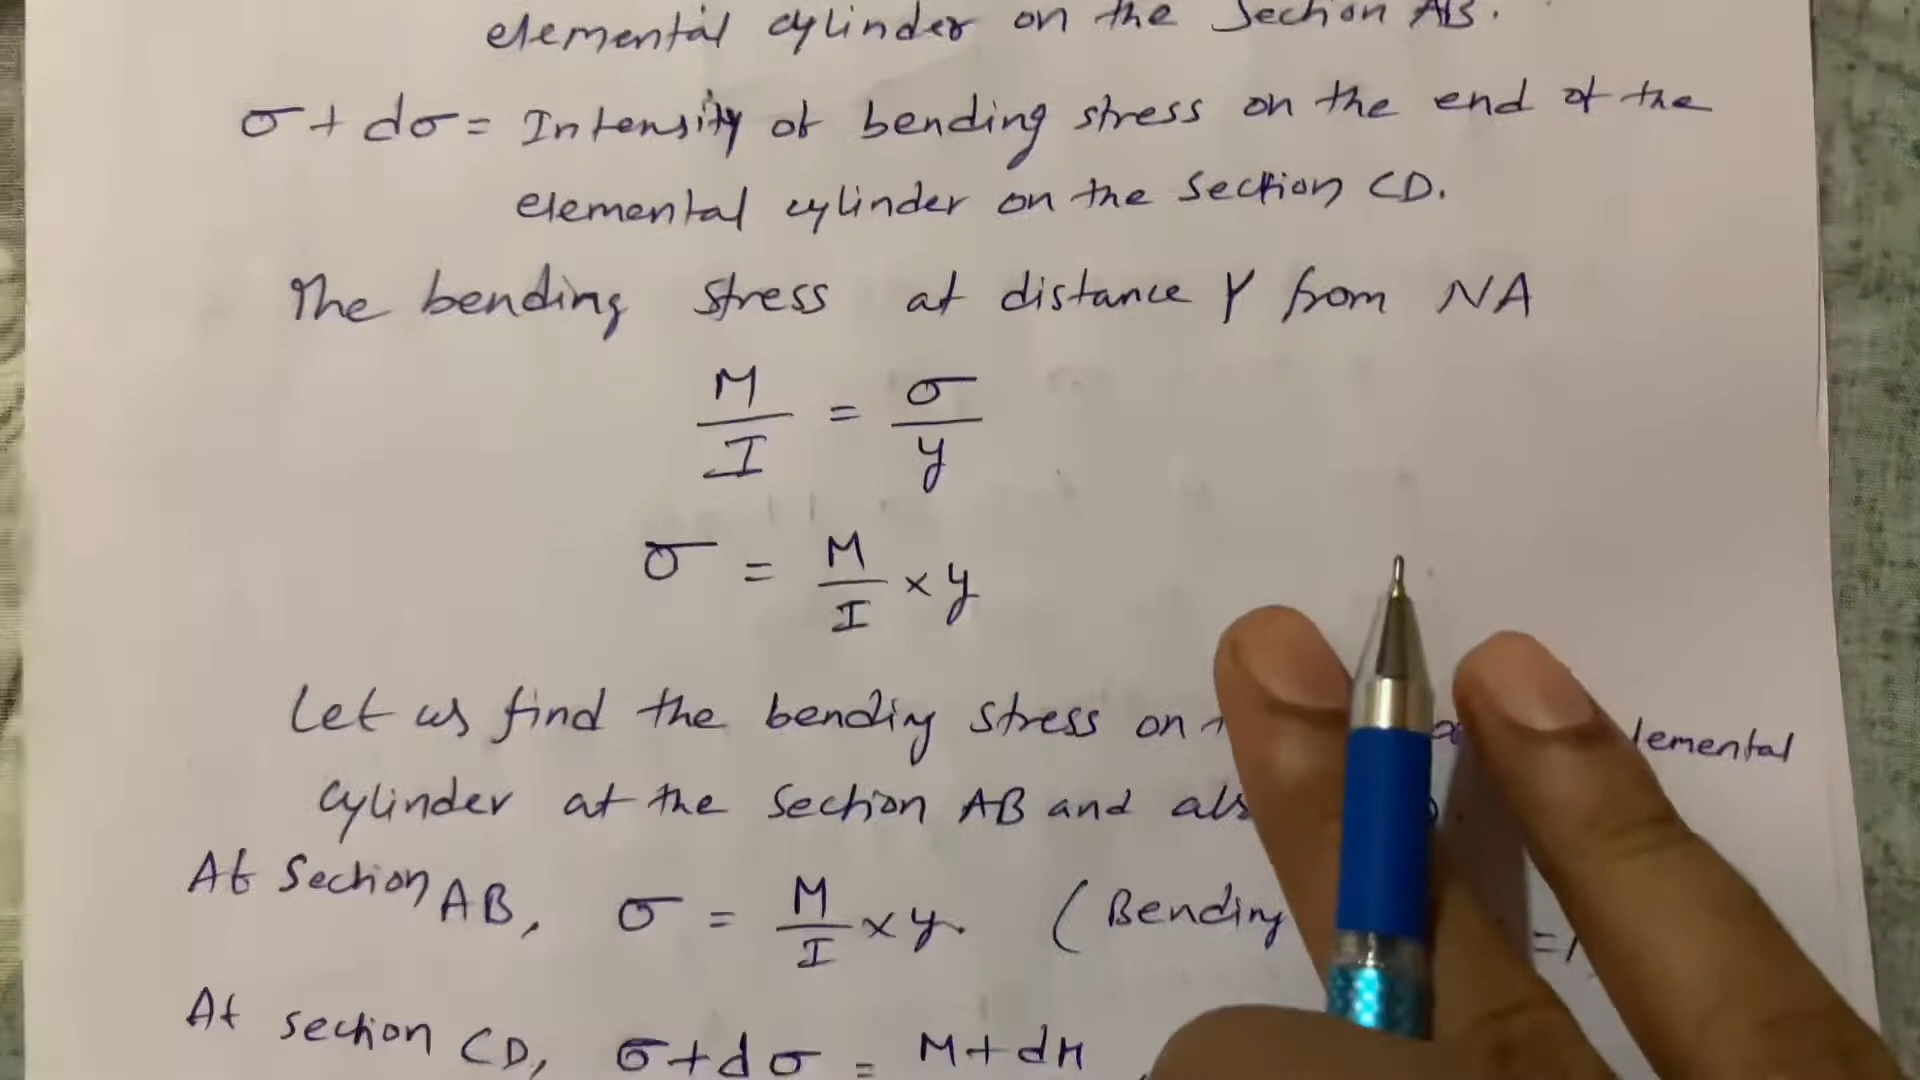 elemental cylinder on the Section AB.
σ + dσ = Intensity of bending stress on the end of the
elemental cylinder on the Section CD.
The bending stress at distance Y from NA
M/I = σ/y
σ = M/I × y
Let us find the bending stress on lemental
cylinder at the section AB and als
At Section AB, σ = M/I × y. (Bending =
At section CD, σ+dσ = M+dM